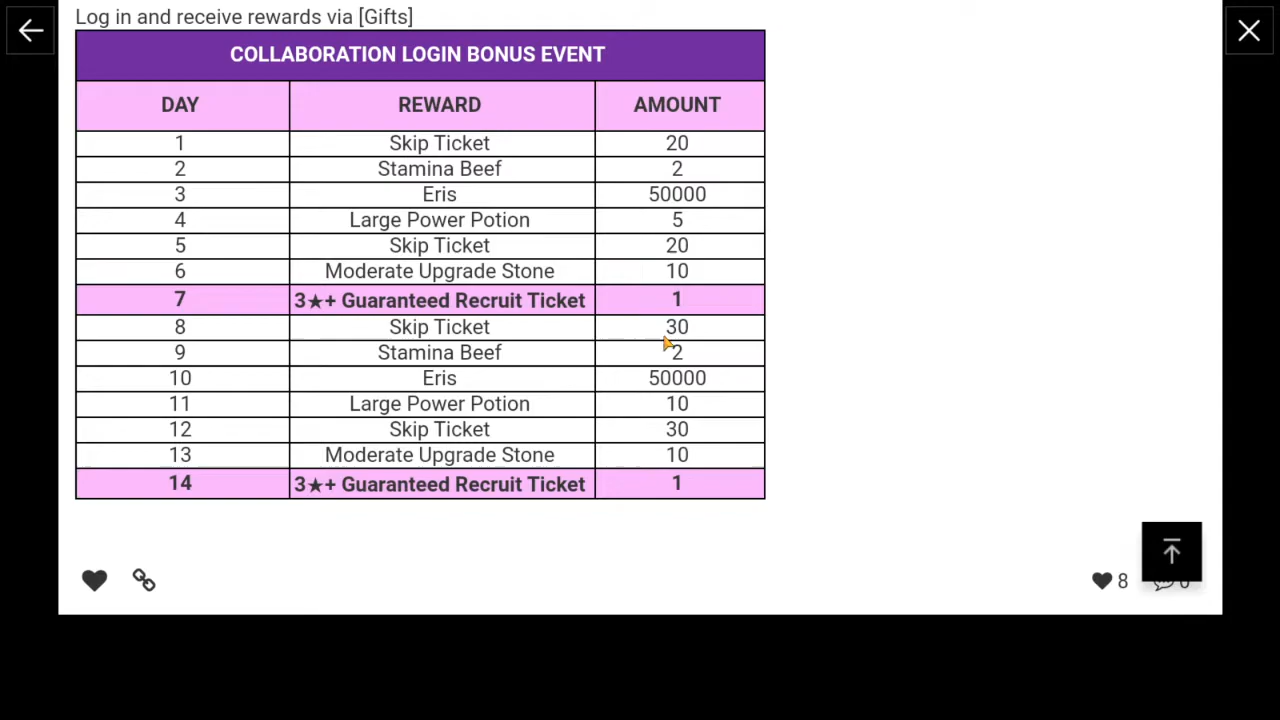 Log in and receive rewards via [Gifts]
COLLABORATION LOGIN BONUS EVENT
DAY REWARD AMOUNT
1 Skip Ticket 20
2 Stamina Beef 2
3 Eris 50000
4 Large Power Potion 5
5 Skip Ticket 20
6 Moderate Upgrade Stone 10
7 3★+ Guaranteed Recruit Ticket 1
8 Skip Ticket 30
9 Stamina Beef 2
10 Eris 50000
11 Large Power Potion 10
12 Skip Ticket 30
13 Moderate Upgrade Stone 10
14 3★+ Guaranteed Recruit Ticket 1
8